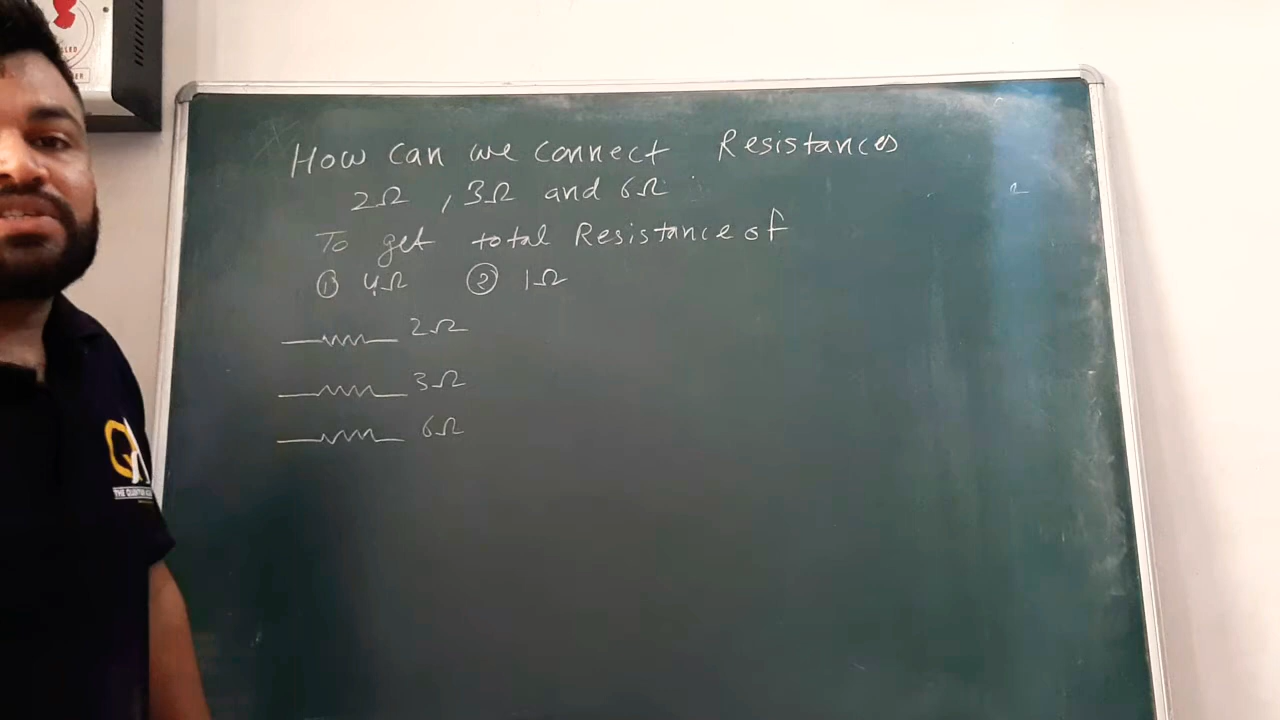 How can we connect Resistances
2Ω , 3Ω and 6Ω
To get total Resistance of
① 4Ω ② 1Ω
2Ω
3Ω
6Ω
THE